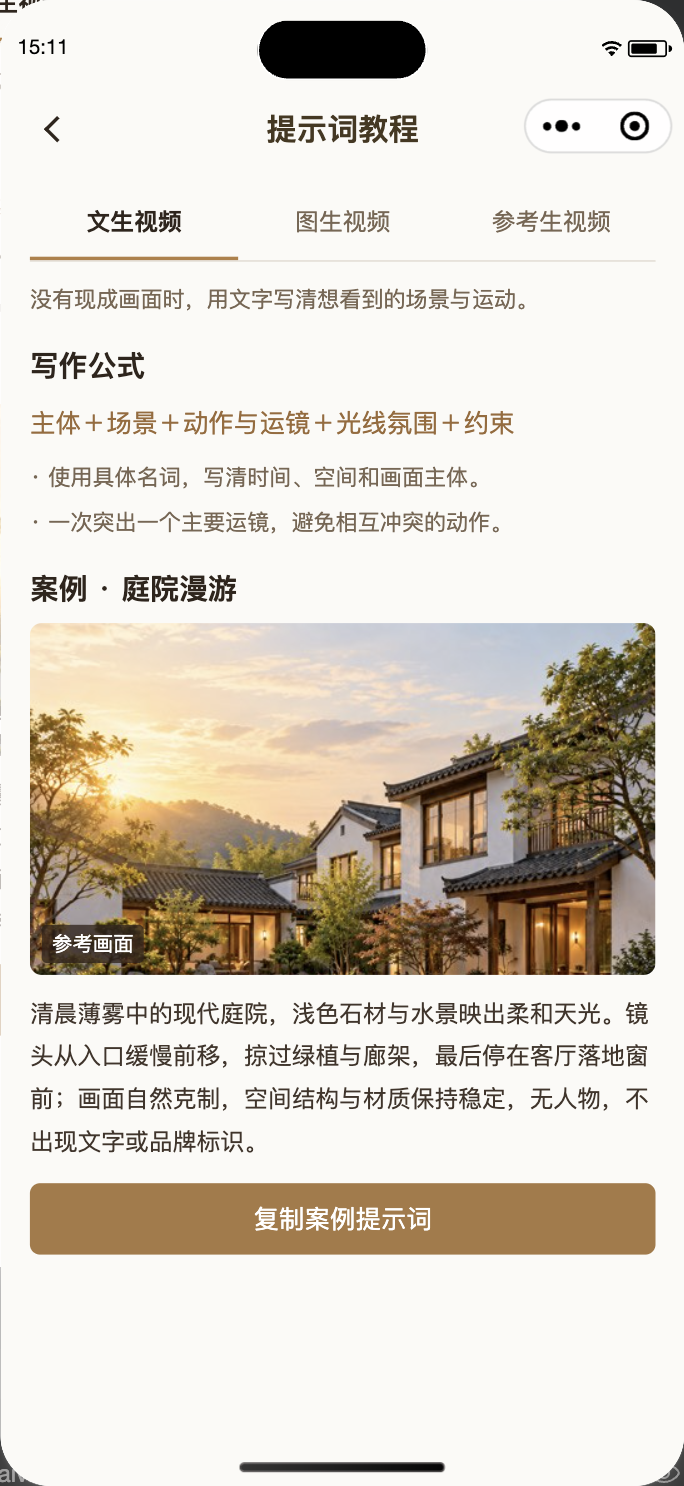 15:11
提示词教程
文生视频
图生视频
参考生视频
没有现成画面时，用文字写清想看到的场景与运动。
写作公式
主体＋场景＋动作与运镜＋光线氛围＋约束
· 使用具体名词，写清时间、空间和画面主体。
· 一次突出一个主要运镜，避免相互冲突的动作。
案例 · 庭院漫游
参考画面
清晨薄雾中的现代庭院，浅色石材与水景映出柔和天光。镜
头从入口缓慢前移，掠过绿植与廊架，最后停在客厅落地窗
前；画面自然克制，空间结构与材质保持稳定，无人物，不
出现文字或品牌标识。
复制案例提示词